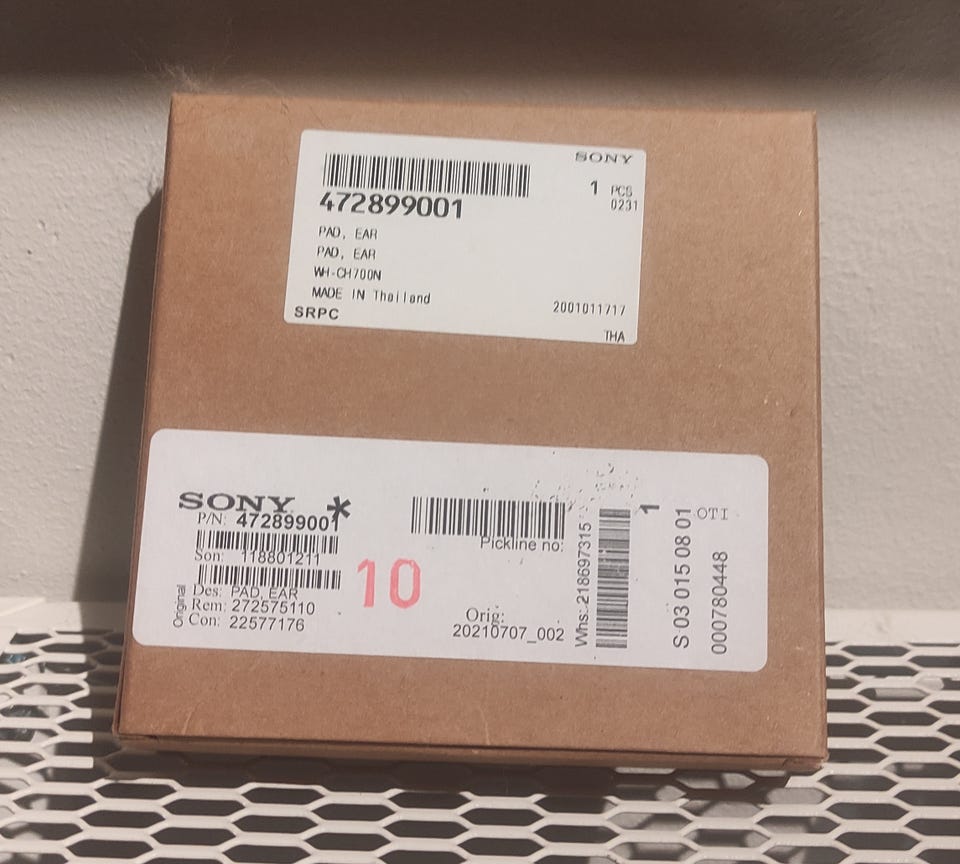 SONY
1 PCS
0231
472899001
PAD, EAR
PAD, EAR
WH-CH700N
MADE IN Thailand
2001011717
SRPC
THA
SONY *
P/N: 472899001
Son: 118801211
Des: PAD, EAR
Rem: 272575110
Con: 22577176
Original
10
Pickline no:
Orig:
20210707_002
Whs: 218697315
1
S 03 015 08 01
OTI
0000780448